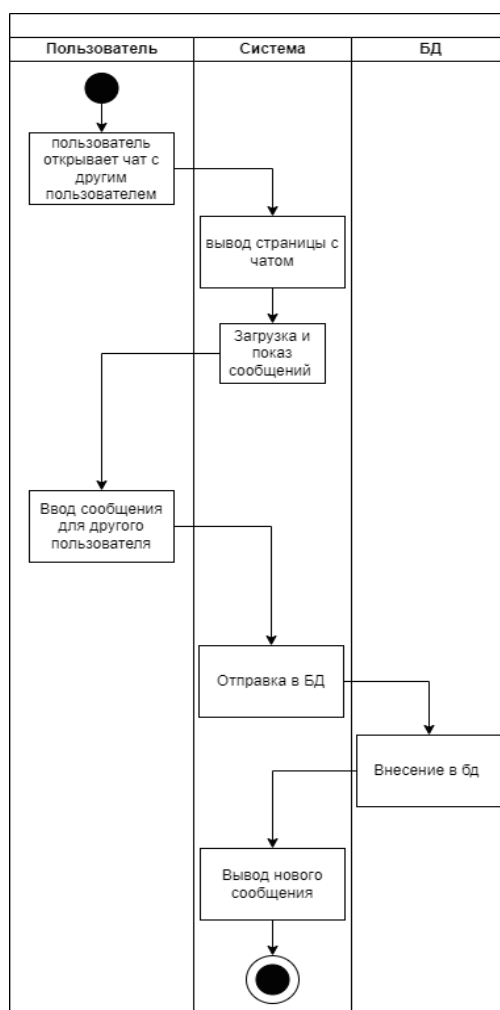 Пользователь
Система
БД
пользователь
открывает чат с
другим
пользователем
вывод страницы с
чатом
Загрузка и
показ
сообщений
Ввод сообщения
для другого
пользователя
Отправка в БД
Внесение в бд
Вывод нового
сообщения